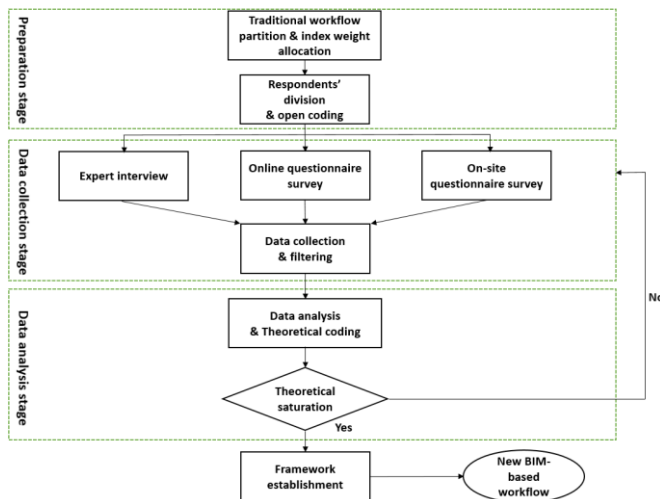 Preparation stage
Traditional workflow
partition & index weight
allocation
Respondents'
division
& open coding
Data collection stage
Expert interview
Online questionnaire
survey
On-site
questionnaire survey
Data collection
& filtering
Data analysis stage
Data analysis
& Theoretical coding
No
Theoretical
saturation
Yes
Framework
establishment
New BIM-
based
workflow